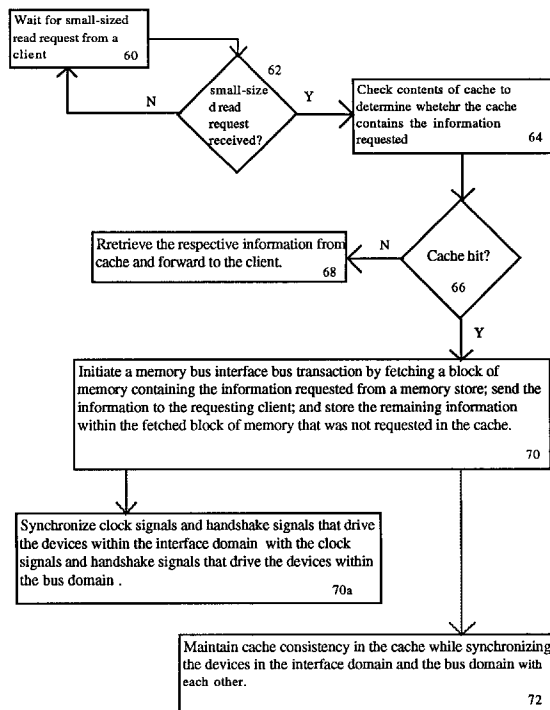 Wait for small-sized
read request from a
client
60
62
small-size
d read
request
received?
N
Y
Check contents of cache to
determine whetehr the cache
contains the information
requested
64
Cache hit?
66
N
Rretrieve the respective information from
cache and forward to the client.
68
Y
Initiate a memory bus interface bus transaction by fetching a block of
memory containing the information requested from a memory store; send the
information to the requesting client; and store the remaining information
within the fetched block of memory that was not requested in the cache.
70
Synchronize clock signals and handshake signals that drive
the devices within the interface domain with the clock
signals and handshake signals that drive the devices within
the bus domain .
70a
Maintain cache consistency in the cache while synchronizing
the devices in the interface domain and the bus domain with
each other.
72